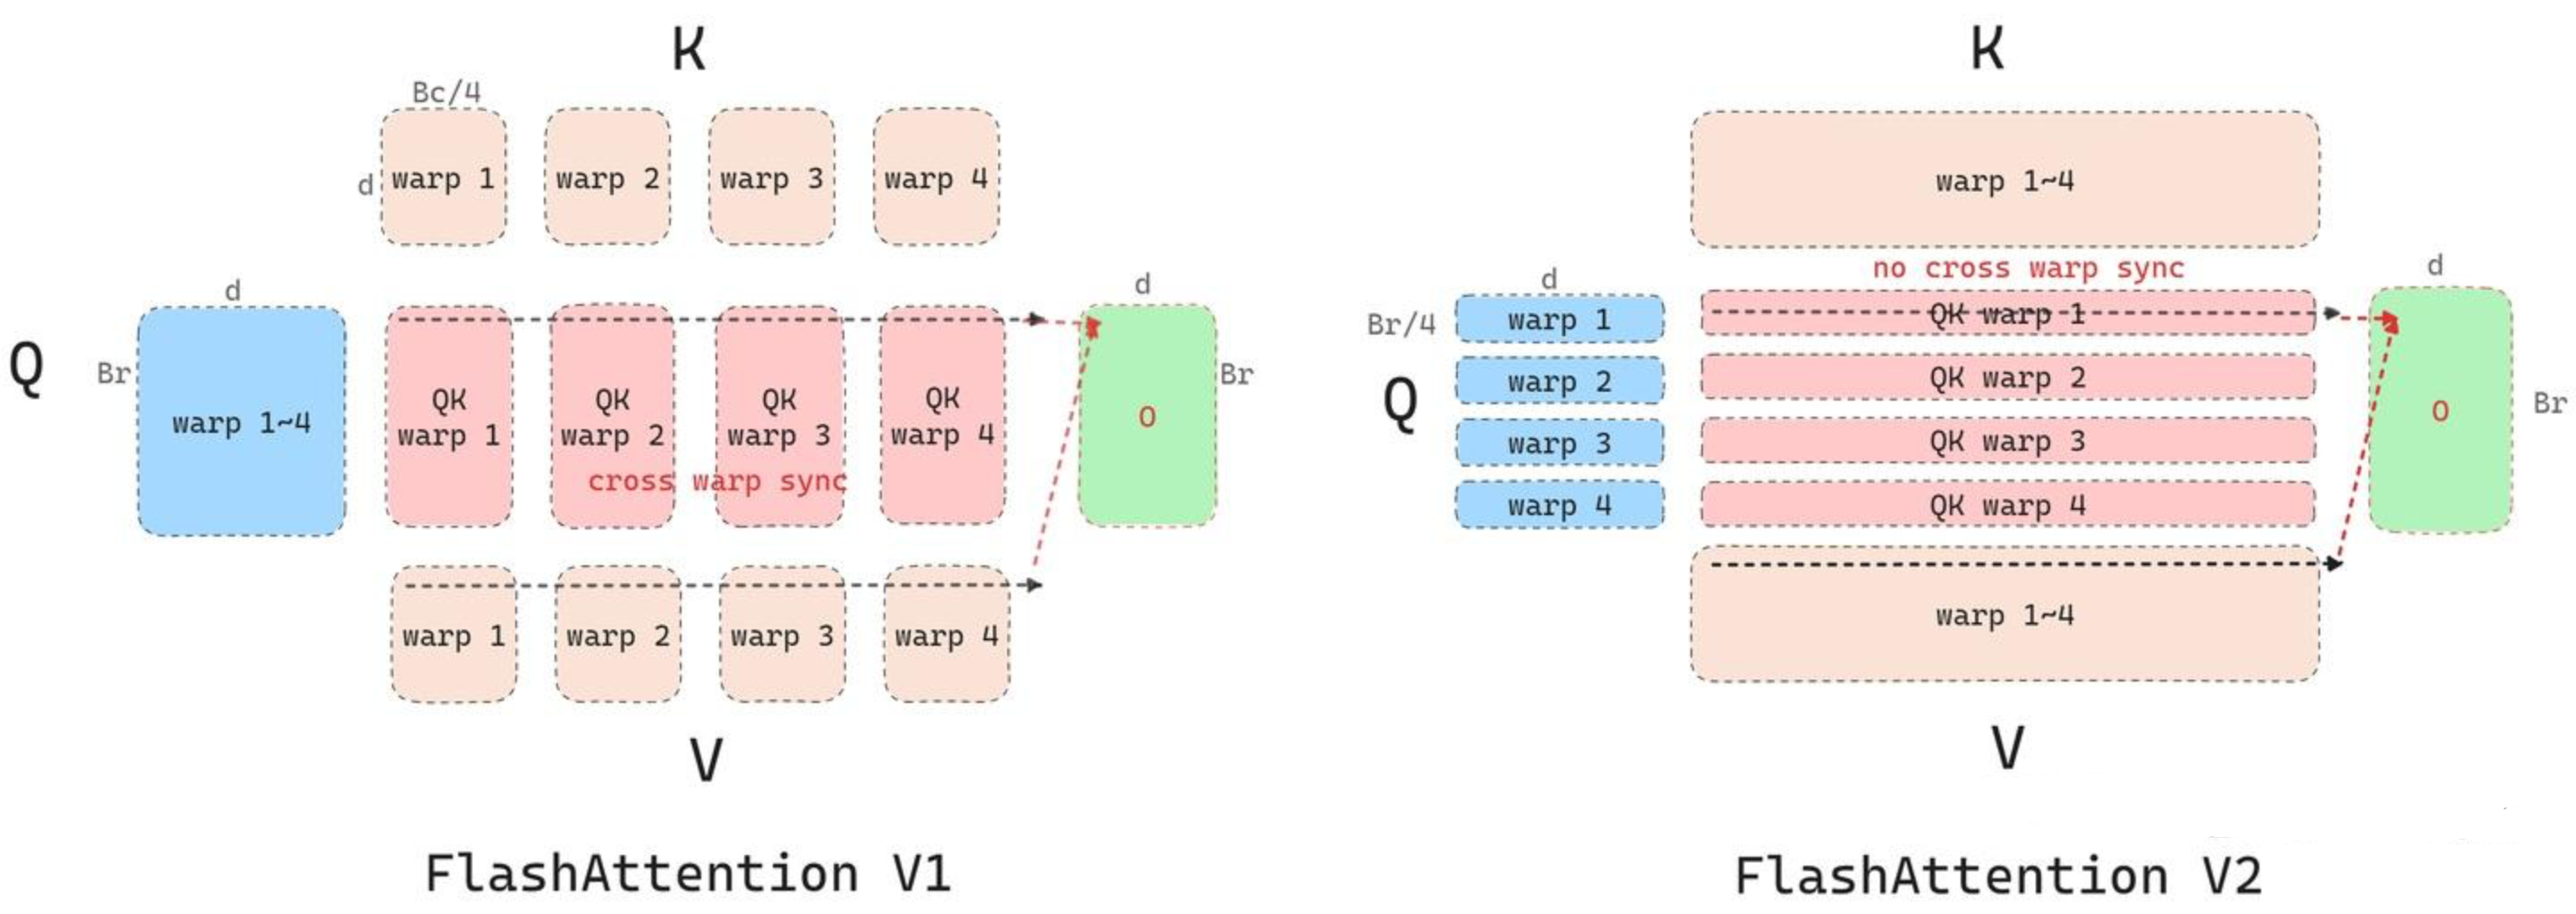 K
Bc/4
d
warp 1
warp 2
warp 3
warp 4
Q
d
Br
warp 1~4
QK
warp 1
QK
warp 2
QK
warp 3
QK
warp 4
cross warp sync
d
O
Br
warp 1
warp 2
warp 3
warp 4
V
FlashAttention V1
K
warp 1~4
no cross warp sync
Q
d
Br/4
warp 1
warp 2
warp 3
warp 4
QK warp 1
QK warp 2
QK warp 3
QK warp 4
d
O
Br
warp 1~4
V
FlashAttention V2